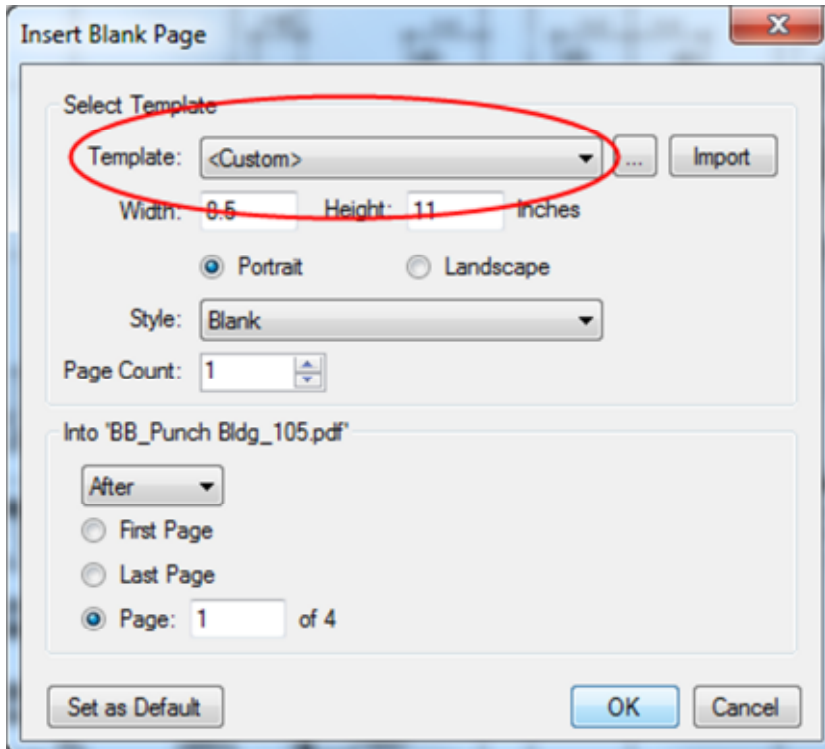 Insert Blank Page
Select Template
Template: <Custom> ... Import
Width: 8.5 Height: 11 Inches
Portrait Landscape
Style: Blank
Page Count: 1
Into 'BB_Punch Bldg_105.pdf'
After
First Page
Last Page
Page: 1 of 4
Set as Default OK Cancel